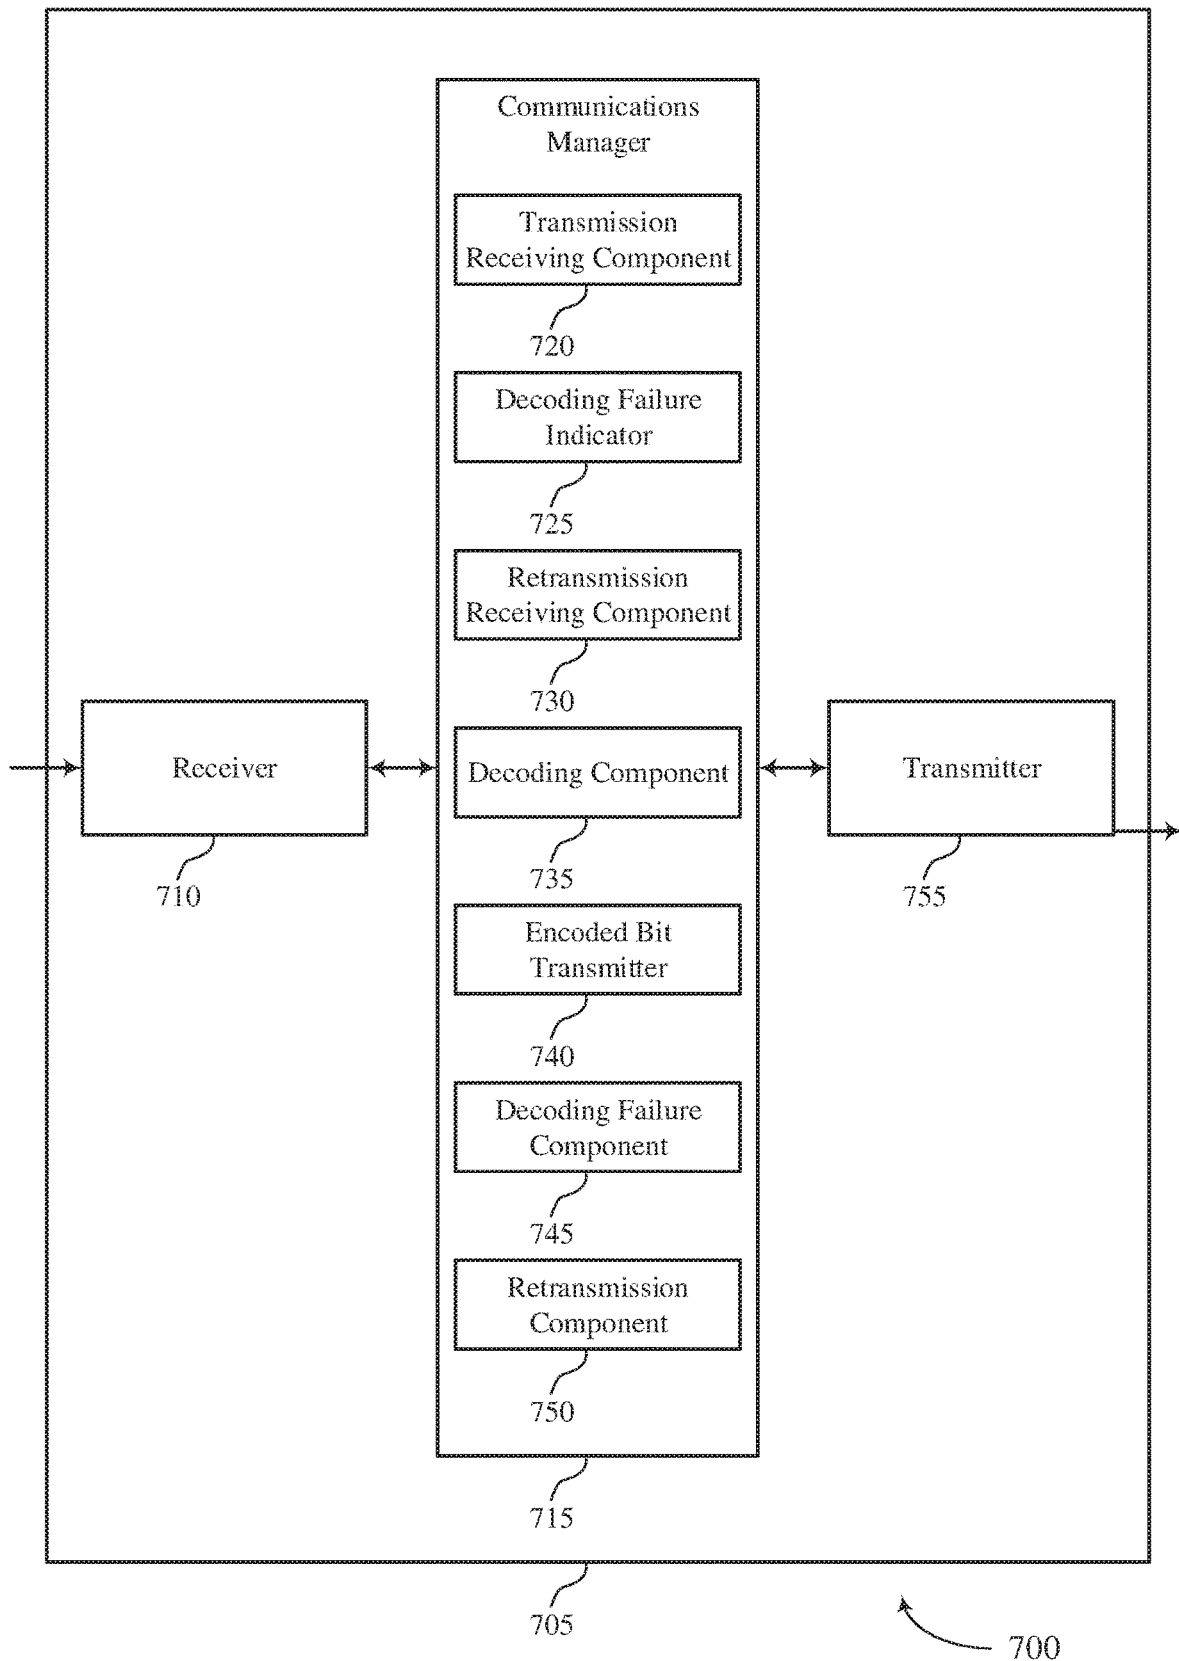 Communications
Manager
Transmission
Receiving Component
720
Decoding Failure
Indicator
725
Retransmission
Receiving Component
730
Receiver
710
Decoding Component
735
Transmitter
755
Encoded Bit
Transmitter
740
Decoding Failure
Component
745
Retransmission
Component
750
715
705
700